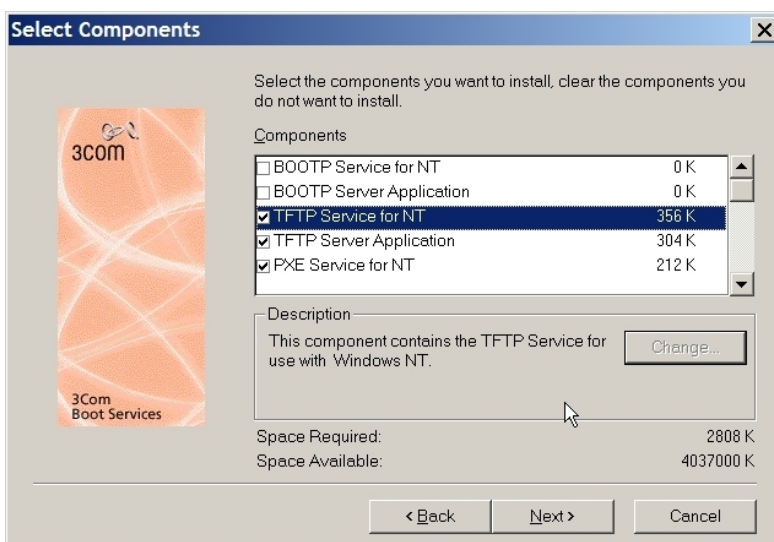 Select Components
Select the components you want to install, clear the components you
do not want to install.
3COM
Components
BOOTP Service for NT 0 K
BOOTP Server Application 0 K
TFTP Service for NT 356 K
TFTP Server Application 304 K
PXE Service for NT 212 K
Description
This component contains the TFTP Service for
use with Windows NT.
Change...
3Com
Boot Services
Space Required: 2808 K
Space Available: 4037000 K
< Back
Next >
Cancel